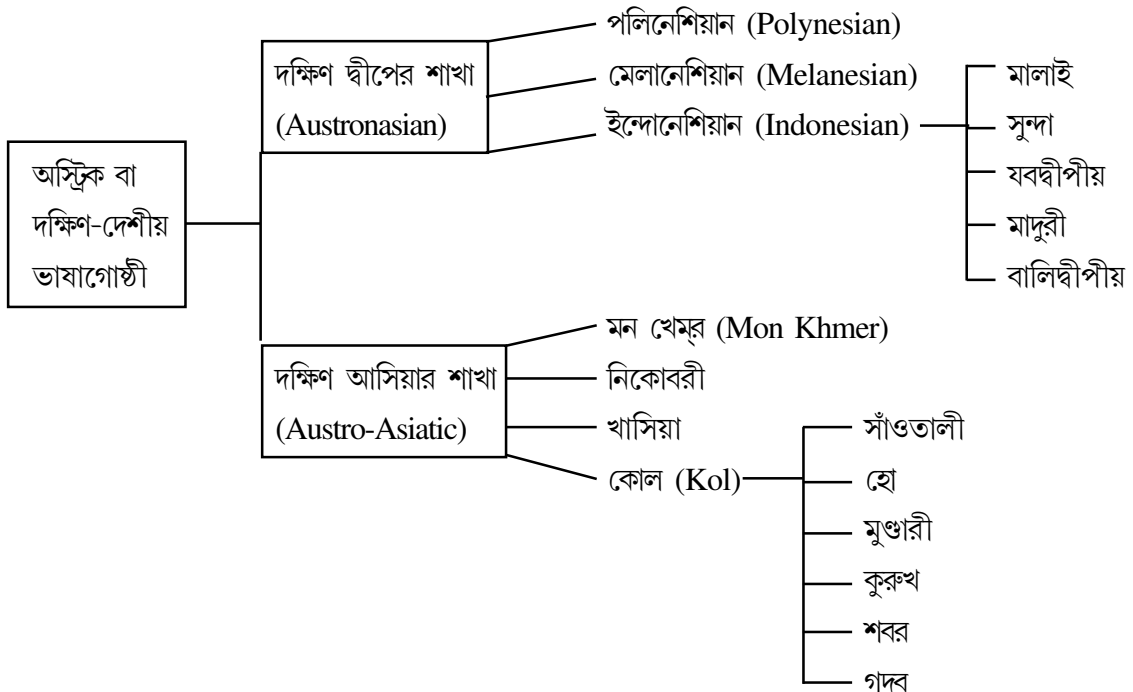 অস্ট্রিক বা
দক্ষিণ-দেশীয়
ভাষাগোষ্ঠী
দক্ষিণ দ্বীপের শাখা
(Austronasian)
পলিনেশিয়ান (Polynesian)
মেলানেশিয়ান (Melanesian)
ইন্দোনেশিয়ান (Indonesian)
মালাই
সুন্দা
যবদ্বীপীয়
মাদুরী
বালিদ্বীপীয়
দক্ষিণ আসিয়ার শাখা
(Austro-Asiatic)
মন খেম্‌র (Mon Khmer)
নিকোবরী
খাসিয়া
কোল (Kol)
সাঁওতালী
হো
মুণ্ডারী
কুরুখ
শবর
গদব